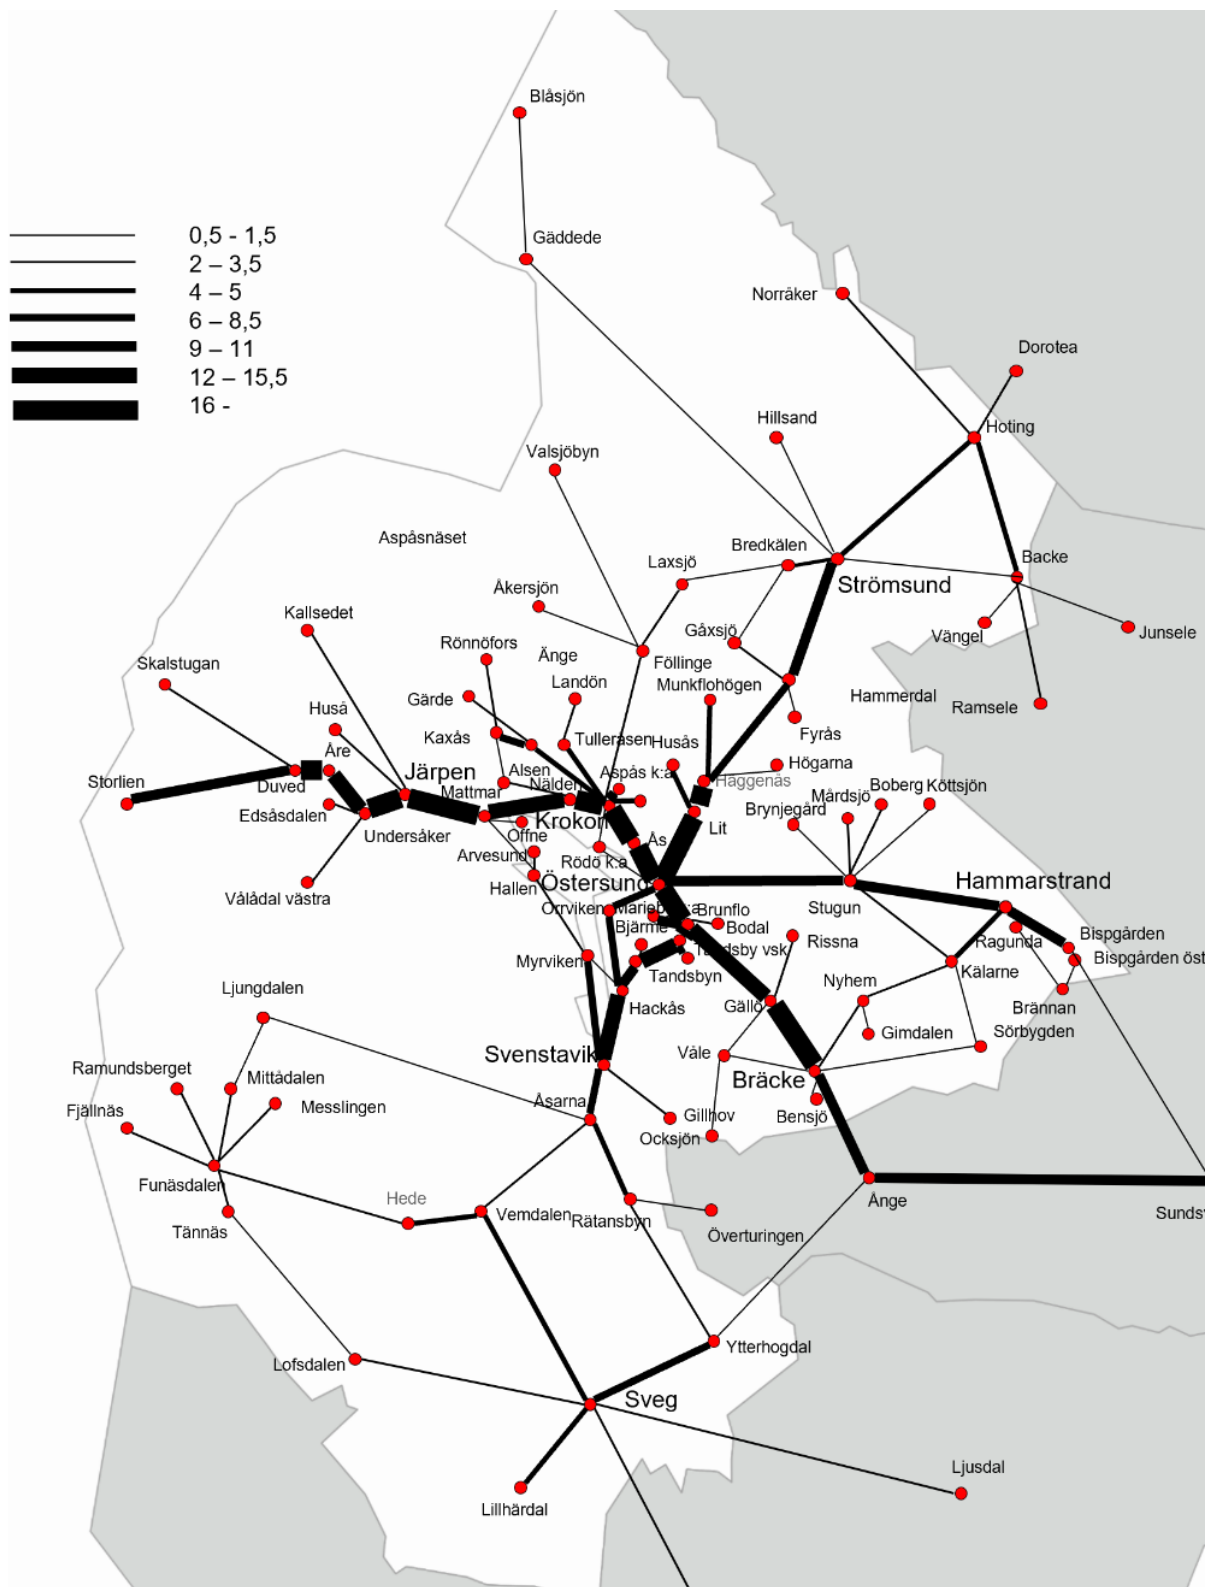 Blåsjön
0,5 - 1,5
Gäddede
2 – 3,5
4 – 5
Norråker
6 – 8,5
9 – 11
Dorotea
12 – 15,5
16 -
Hillsand
Hoting
Valsjöbyn
Aspåsnäset
Bredkälen
Laxsjö
Backe
Åkersjön
Strömsund
Kallsedet
Gåxsjö
Vängel
Junsele
Rönnöfors
Änge
Föllinge
Skalstugan
Landön
Munkflohögen
Hammerdal
Gärde
Ramsele
Huså
Kaxås
Tulleråsen
Husås
Fyrås
Åre
Järpen
Alsen
Aspås k:a
Högarna
Storlien
Duved
Mattmar
Nälden
Häggenås
Boberg
Köttsjön
Mårdsjö
Brynjegård
Edsåsdalen
Krokom
Lit
Undersåker
Offne
Ås
Arvesund
Rödö k:a
Hallen
Östersund
Hammarstrand
Vålådal västra
Stugun
Orrviken
Marieby k:a
Brunflo
Bjärme
Bodal
Rissna
Ragunda
Bispgården
Tandsby vsk
Bispgården öst
Myrviken
Tandsbyn
Kälarne
Ljungdalen
Nyhem
Hackås
Gällö
Brännan
Gimdalen
Sörbygden
Svenstavik
Våle
Ramundsberget
Mittådalen
Bräcke
Messlingen
Åsarna
Gillhov
Bensjö
Fjällnäs
Ocksjön
Funäsdalen
Hede
Ånge
Vemdalen
Rätansbyn
Sundsv
Tännäs
Överturingen
Ytterhogdal
Lofsdalen
Sveg
Ljusdal
Lillhärdal